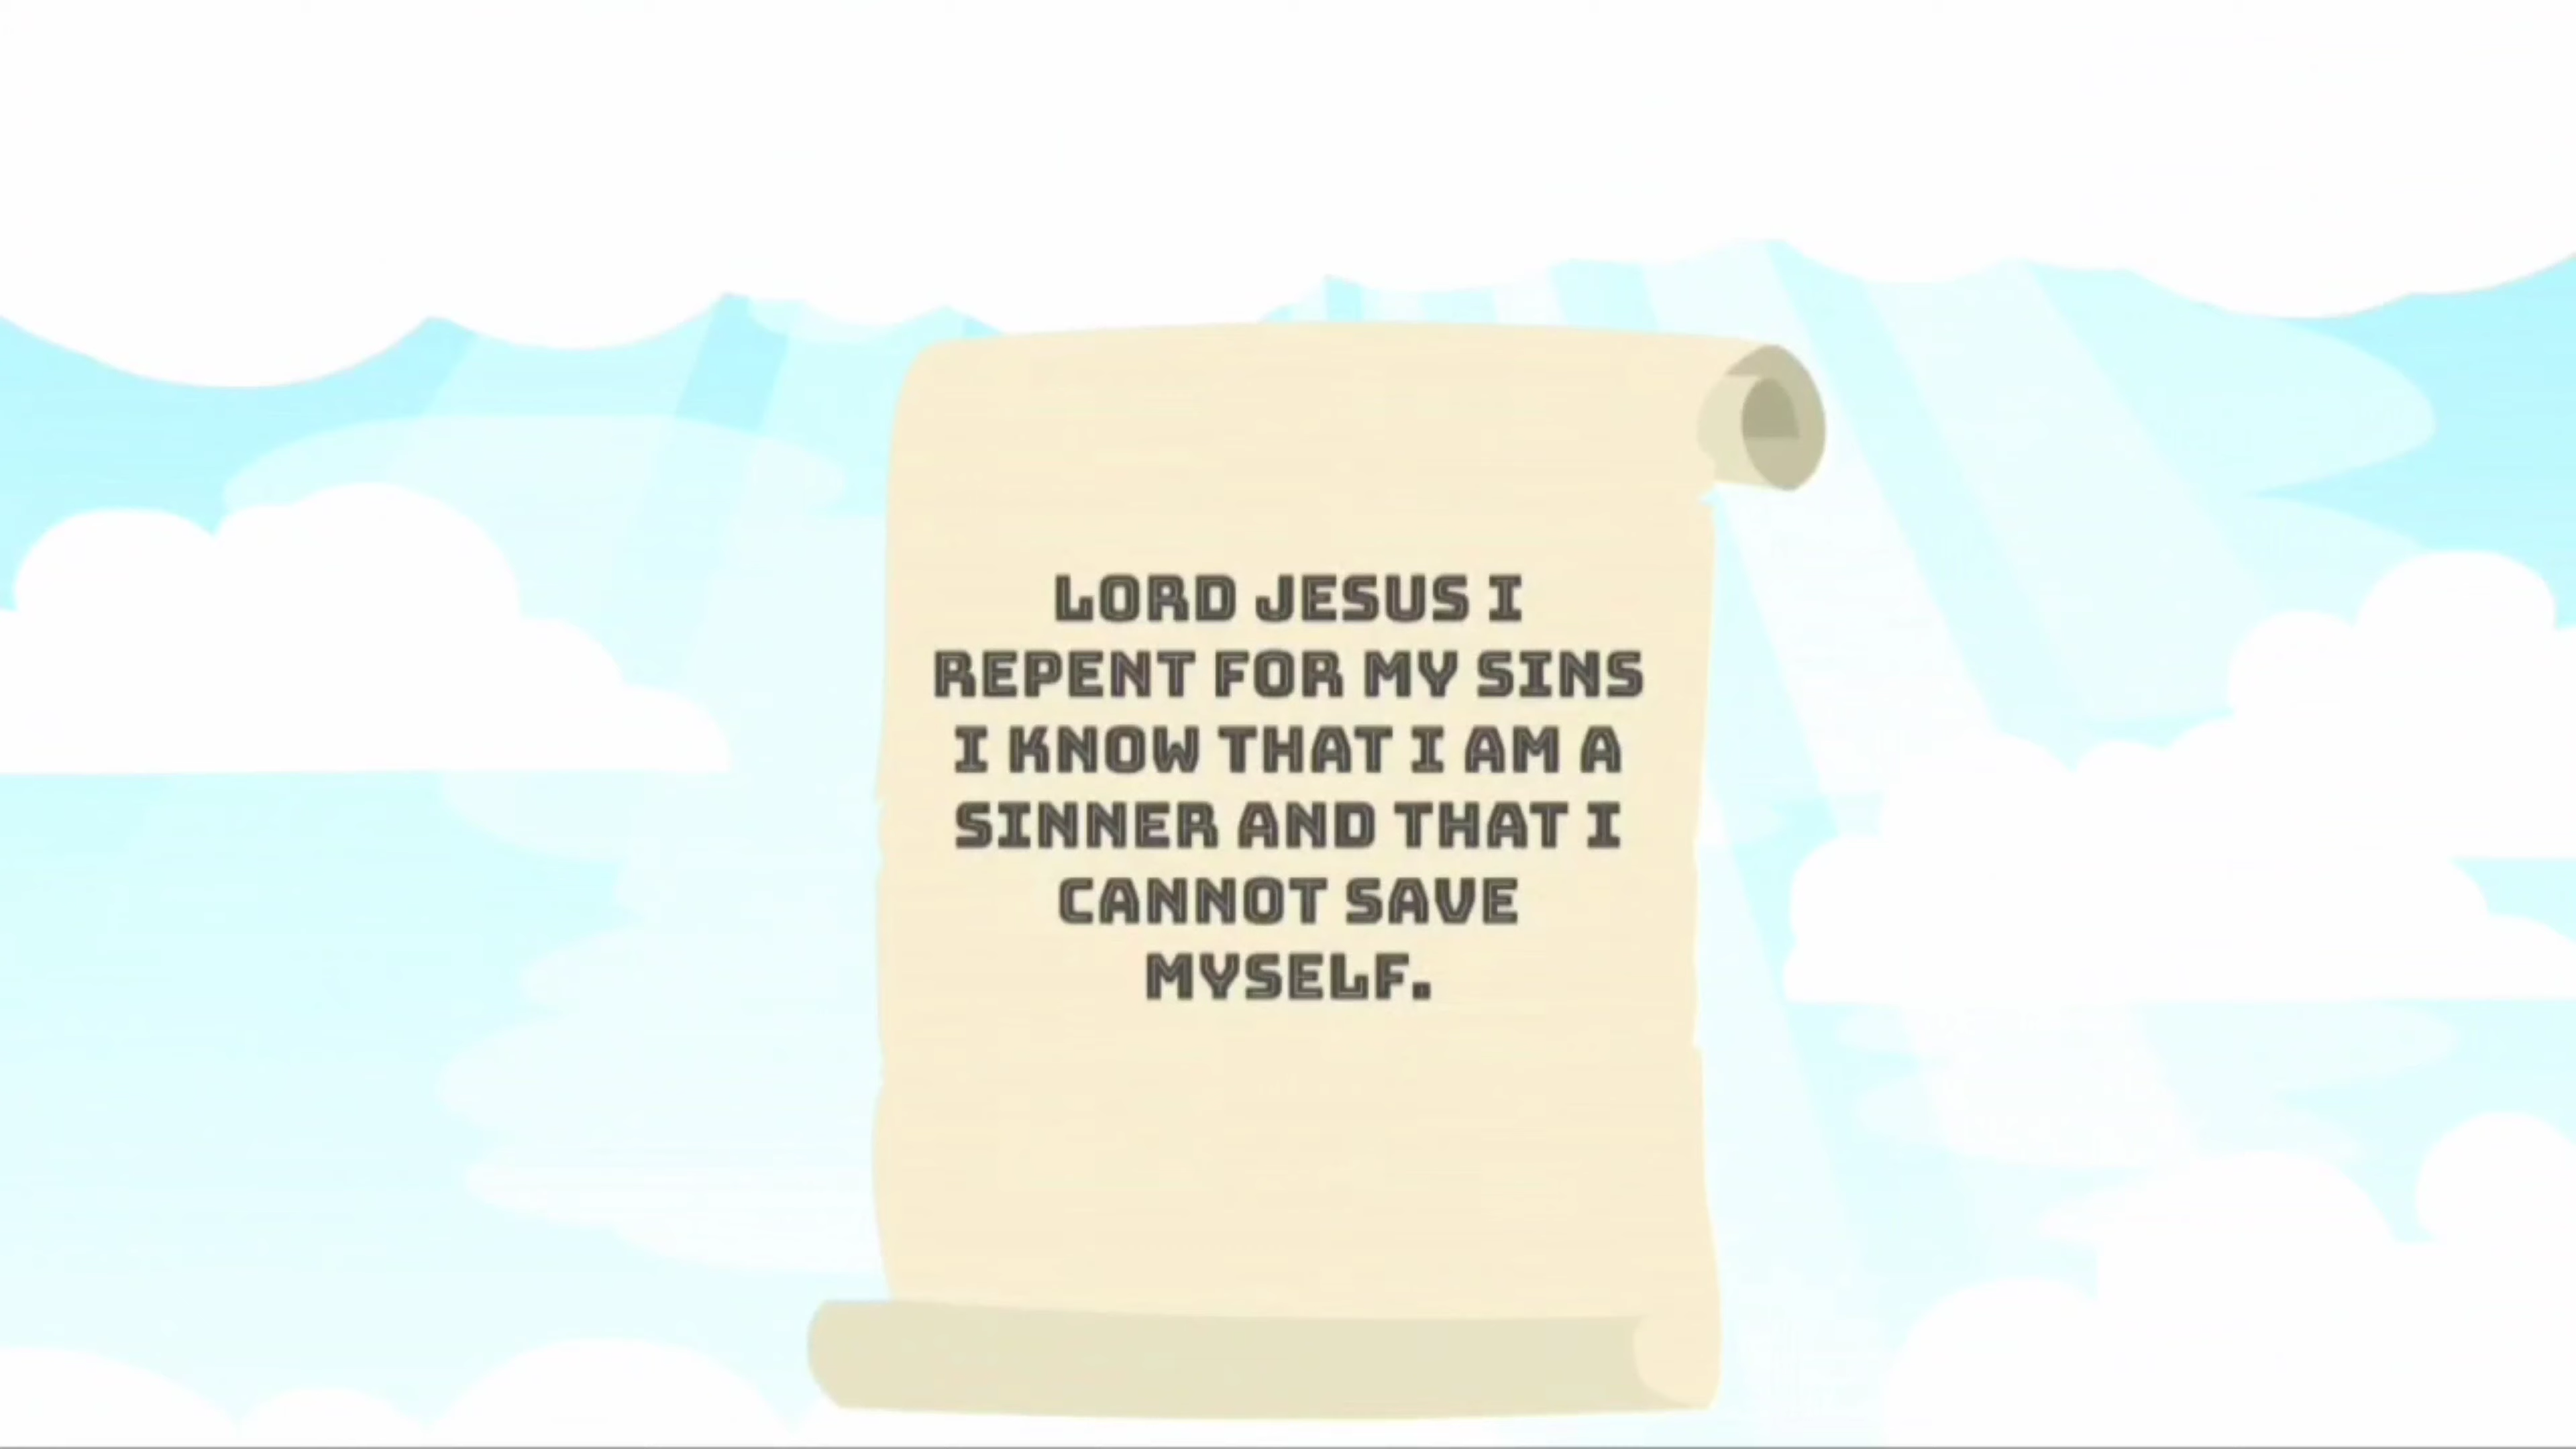 LORD JESUS I
REPENT FOR MY SINS
I KNOW THAT I AM A
SINNER AND THAT I
CANNOT SAVE
MYSELF.